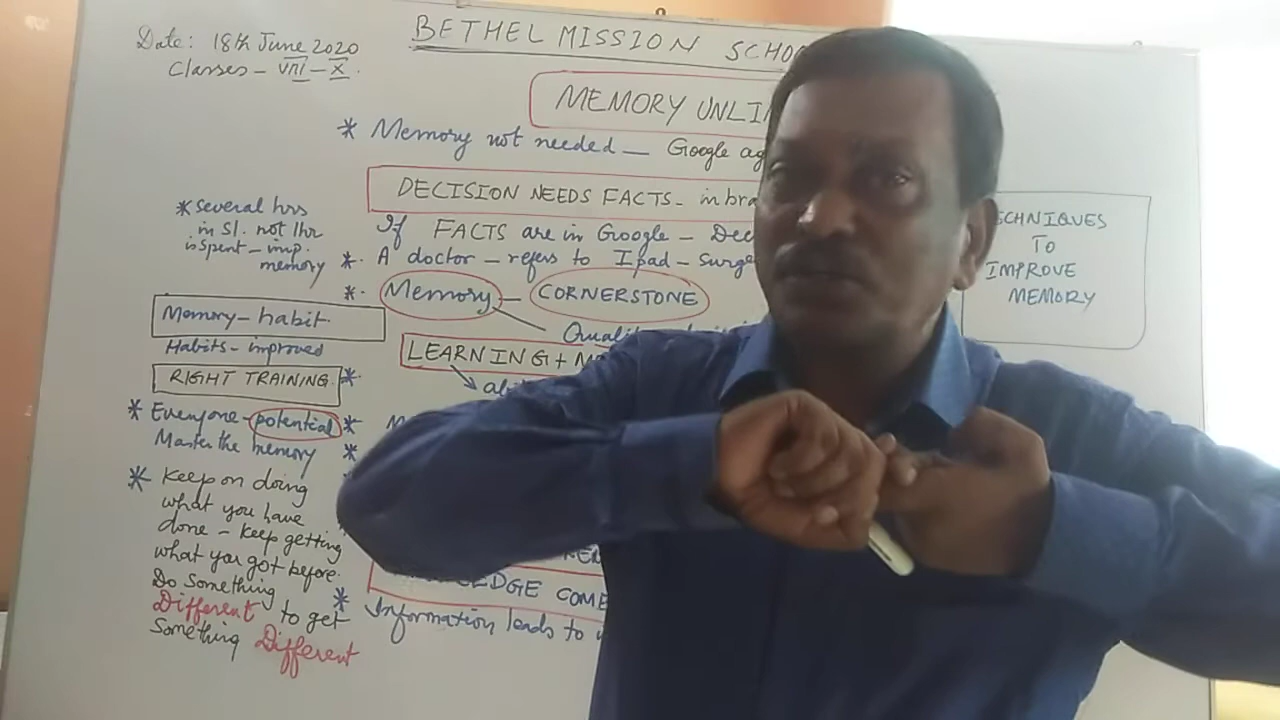 Date: 18th June 2020
Classes – VIII – X.
BETHEL MISSION SCHO
MEMORY UNLI
* Memory not needed — Google ag
DECISION NEEDS FACTS – in bra
If FACTS are in Google – Dec
* A doctor – refers to Ipad – surge
* Memory – CORNERSTONE
LEARNING + M
* several hrs
in Sl. not 1hr
is spent – imp.
memory
Memory – habit.
Habits – improved
RIGHT TRAINING. *
* Everyone – potential *
Master the memory *
* Keep on doing
what you have
done – keep getting
what you got before.
Do Something
Different to get
Something Different
EDGE COME
* Information leads to
ECHNIQUES
TO
IMPROVE
MEMORY